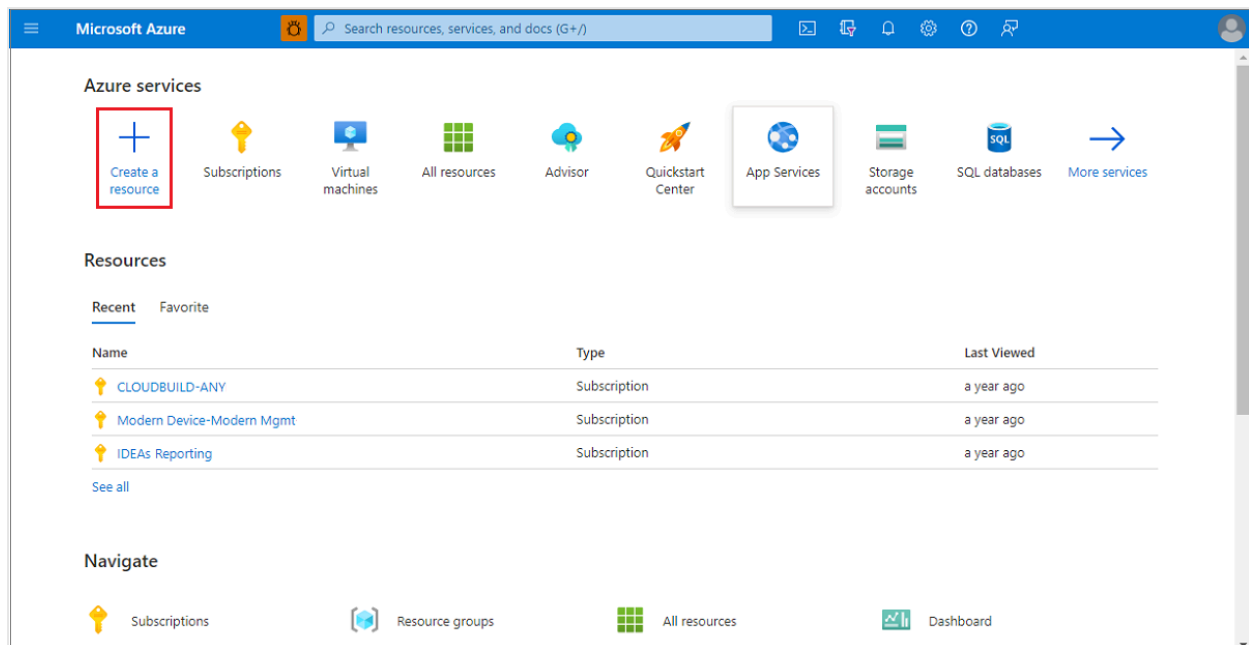 Microsoft Azure
Search resources, services, and docs (G+/)
Azure services
Create a
resource
Subscriptions
Virtual
machines
All resources
Advisor
Quickstart
Center
App Services
Storage
accounts
SQL
SQL databases
More services
Resources
Recent Favorite
Name Type Last Viewed
CLOUDBUILD-ANY Subscription a year ago
Modern Device-Modern Mgmt Subscription a year ago
IDEAs Reporting Subscription a year ago
See all
Navigate
Subscriptions Resource groups All resources Dashboard